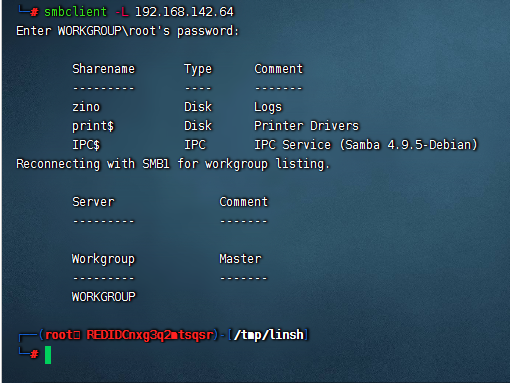 └─# smbclient -L 192.168.142.64
Enter WORKGROUP\root's password:
Sharename Type Comment
--------- ---- -------
zino Disk Logs
print$ Disk Printer Drivers
IPC$ IPC IPC Service (Samba 4.9.5-Debian)
Reconnecting with SMB1 for workgroup listing.
Server Comment
--------- -------
Workgroup Master
--------- -------
WORKGROUP
┌──(root□ REDIDCnxg3q2mtsqsr)-[/tmp/linsh]
└─#